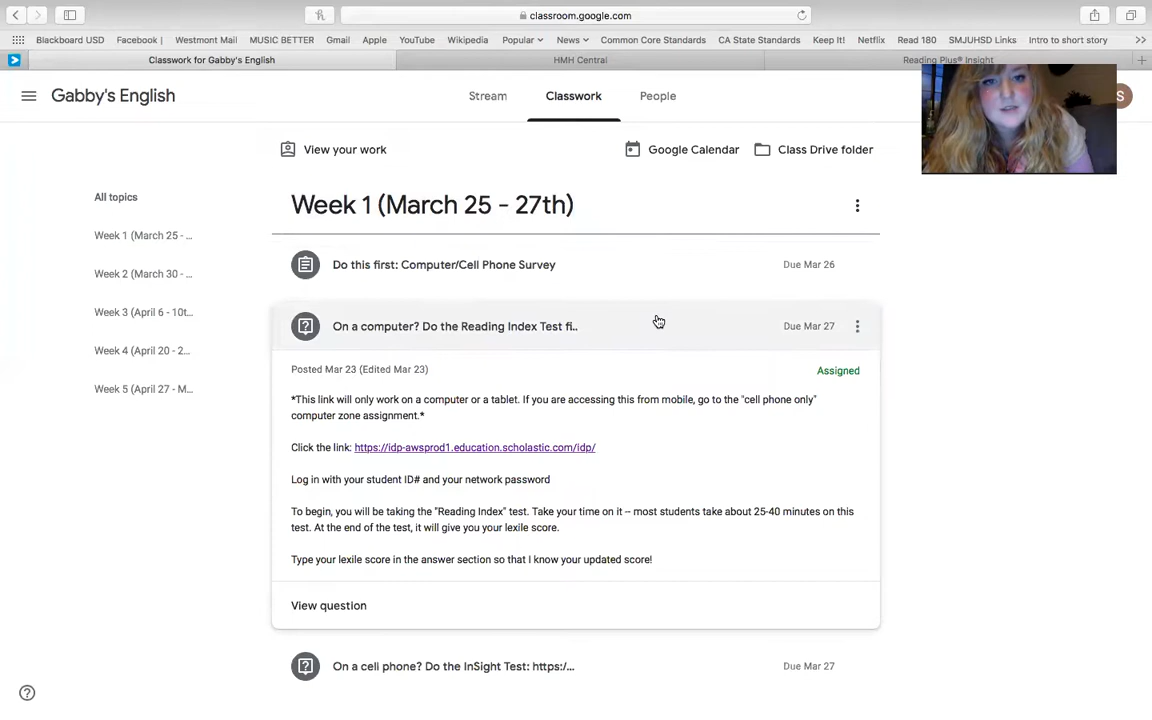 classroom.google.com
Blackboard USD Facebook | Westmont Mail MUSIC BETTER Gmail Apple YouTube Wikipedia Popular News Common Core Standards CA State Standards Keep It! Netflix Read 180 SMJUHSD Links Intro to short story >>
Classwork for Gabby's English HMH Central Reading Plus® Insight
Gabby's English Stream Classwork People S
View your work Google Calendar Class Drive folder
All topics
Week 1 (March 25 - ...
Week 2 (March 30 - ...
Week 3 (April 6 - 10t...
Week 4 (April 20 - 2...
Week 5 (April 27 - M...
Week 1 (March 25 - 27th)
Do this first: Computer/Cell Phone Survey Due Mar 26
On a computer? Do the Reading Index Test fi... Due Mar 27
Posted Mar 23 (Edited Mar 23) Assigned
*This link will only work on a computer or a tablet. If you are accessing this from mobile, go to the "cell phone only"
computer zone assignment.*
Click the link: https://idp-awsprod1.education.scholastic.com/idp/
Log in with your student ID# and your network password
To begin, you will be taking the "Reading Index" test. Take your time on it – most students take about 25-40 minutes on this
test. At the end of the test, it will give you your lexile score.
Type your lexile score in the answer section so that I know your updated score!
View question
On a cell phone? Do the InSight Test: https:/... Due Mar 27